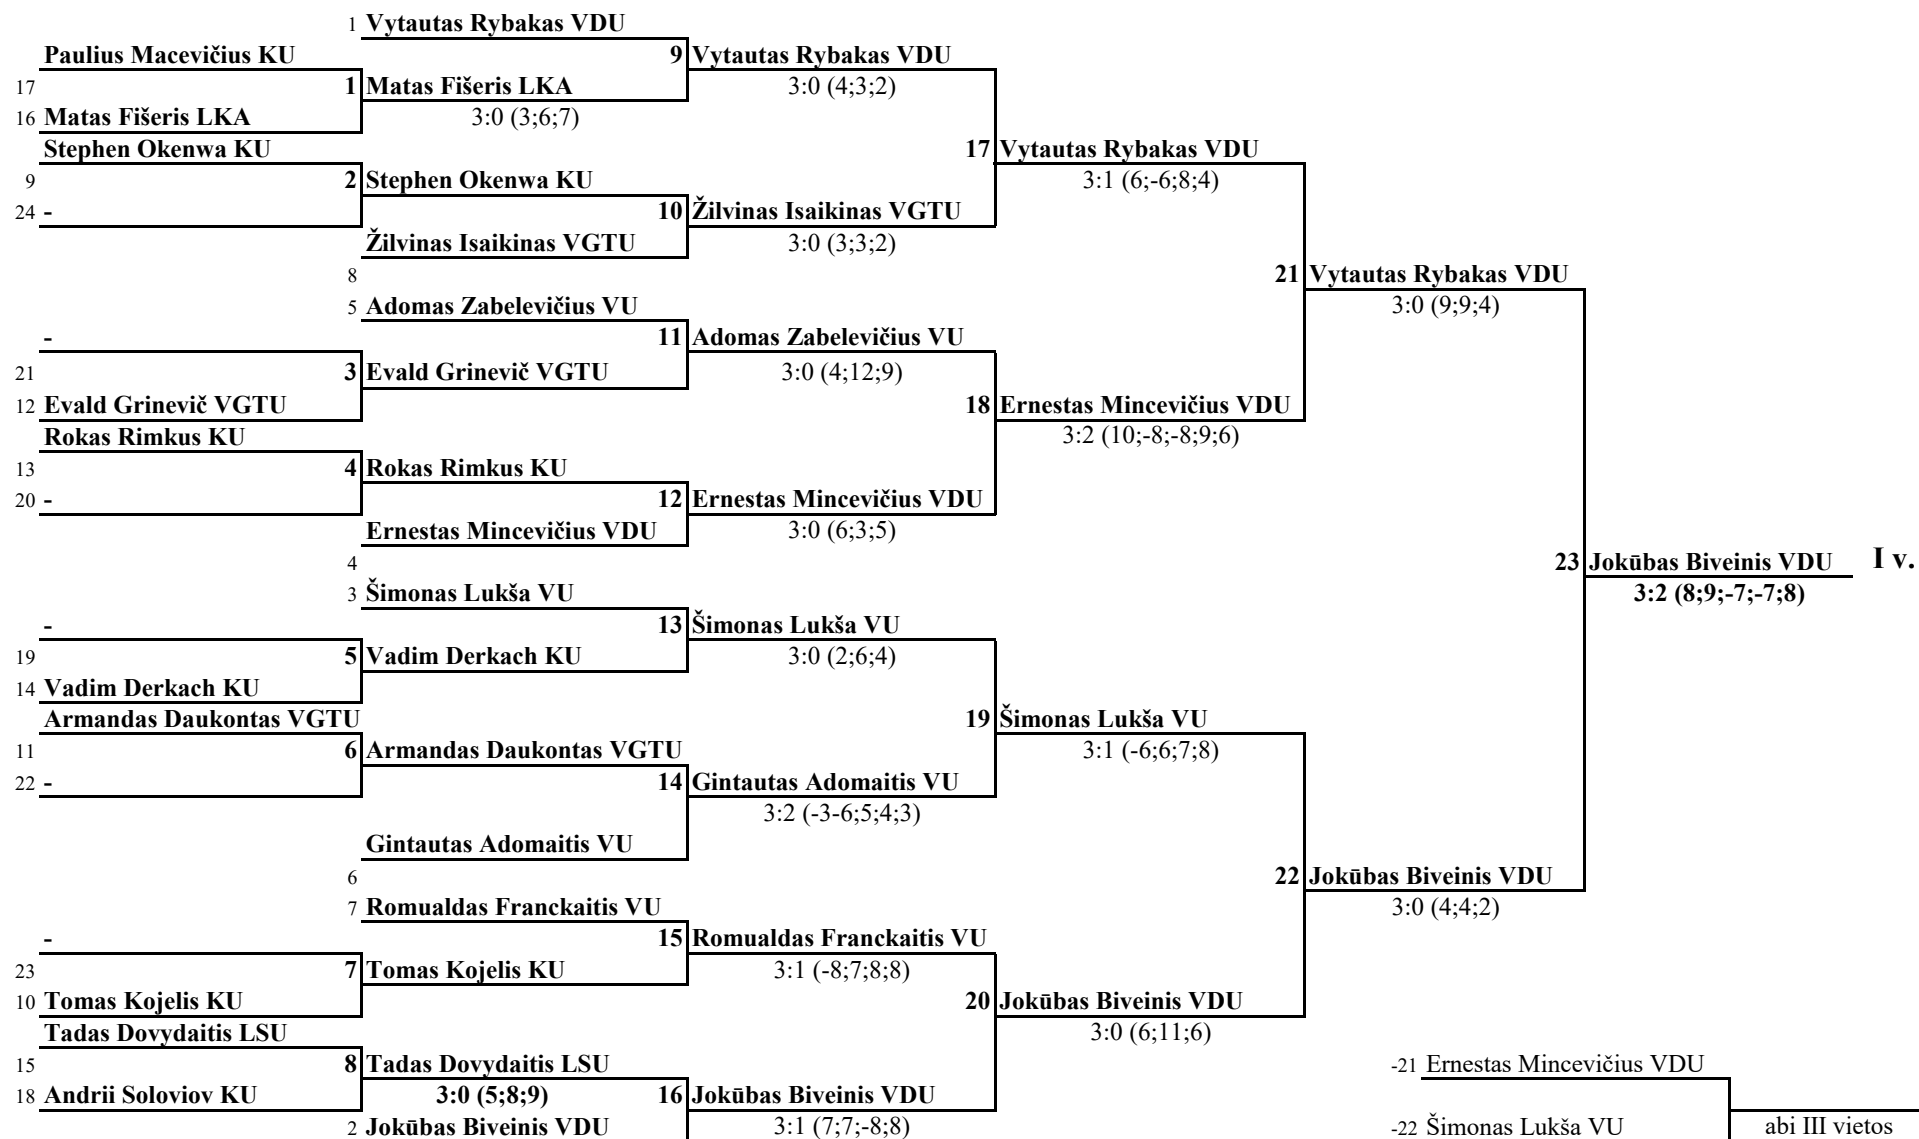 1 Vytautas Rybakas VDU
Paulius Macevičius KU 9 Vytautas Rybakas VDU
17 1 Matas Fišeris LKA 3:0 (4;3;2)
16 Matas Fišeris LKA 3:0 (3;6;7)
Stephen Okenwa KU 17 Vytautas Rybakas VDU
9 2 Stephen Okenwa KU 3:1 (6;-6;8;4)
24 - 10 Žilvinas Isaikinas VGTU
Žilvinas Isaikinas VGTU 3:0 (3;3;2)
8 21 Vytautas Rybakas VDU
5 Adomas Zabelevičius VU 3:0 (9;9;4)
- 11 Adomas Zabelevičius VU
21 3 Evald Grinevič VGTU 3:0 (4;12;9)
12 Evald Grinevič VGTU 18 Ernestas Mincevičius VDU
Rokas Rimkus KU 3:2 (10;-8;-8;9;6)
13 4 Rokas Rimkus KU
20 - 12 Ernestas Mincevičius VDU
Ernestas Mincevičius VDU 3:0 (6;3;5)
4 23 Jokūbas Biveinis VDU I v.
3 Šimonas Lukša VU 3:2 (8;9;-7;-7;8)
- 13 Šimonas Lukša VU
19 5 Vadim Derkach KU 3:0 (2;6;4)
14 Vadim Derkach KU
Armandas Daukontas VGTU 19 Šimonas Lukša VU
11 6 Armandas Daukontas VGTU 3:1 (-6;6;7;8)
22 - 14 Gintautas Adomaitis VU
3:2 (-3-6;5;4;3)
Gintautas Adomaitis VU
6 22 Jokūbas Biveinis VDU
7 Romualdas Franckaitis VU 3:0 (4;4;2)
- 15 Romualdas Franckaitis VU
23 7 Tomas Kojelis KU 3:1 (-8;7;8;8)
10 Tomas Kojelis KU 20 Jokūbas Biveinis VDU
Tadas Dovydaitis LSU 3:0 (6;11;6)
15 8 Tadas Dovydaitis LSU -21 Ernestas Mincevičius VDU
18 Andrii Soloviov KU 3:0 (5;8;9) 16 Jokūbas Biveinis VDU
2 Jokūbas Biveinis VDU 3:1 (7;7;-8;8) -22 Šimonas Lukša VU abi III vietos